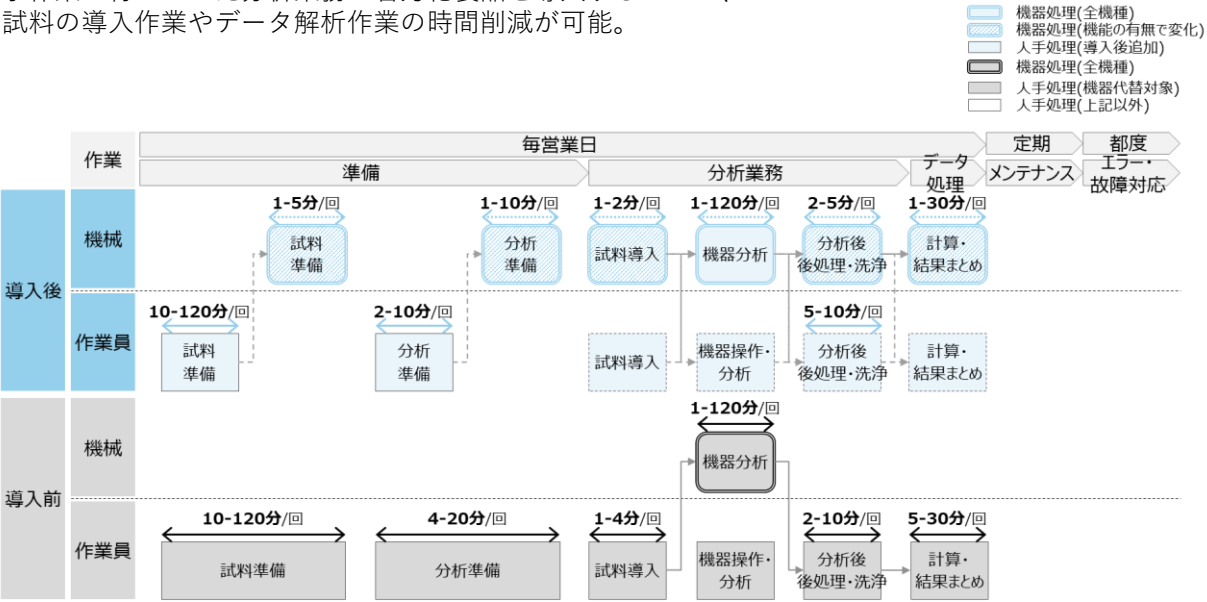 試料の導入作業やデータ解析作業の時間削減が可能。
機器処理(全機種)
機器処理(機能の有無で変化)
人手処理(導入後追加)
機器処理(全機種)
人手処理(機器代替対象)
人手処理(上記以外)
作業
毎営業日
定期
都度
準備
分析業務
データ
処理
メンテナンス
エラー・
故障対応
導入後
機械
1-5分/回
試料
準備
1-10分/回
分析
準備
1-2分/回
試料導入
1-120分/回
機器分析
2-5分/回
分析後
後処理・洗浄
1-30分/回
計算・
結果まとめ
作業員
10-120分/回
試料
準備
2-10分/回
分析
準備
試料導入
機器操作・
分析
5-10分/回
分析後
後処理・洗浄
計算・
結果まとめ
導入前
機械
1-120分/回
機器分析
作業員
10-120分/回
試料準備
4-20分/回
分析準備
1-4分/回
試料導入
機器操作・
分析
2-10分/回
分析後
後処理・洗浄
5-30分/回
計算・
結果まとめ